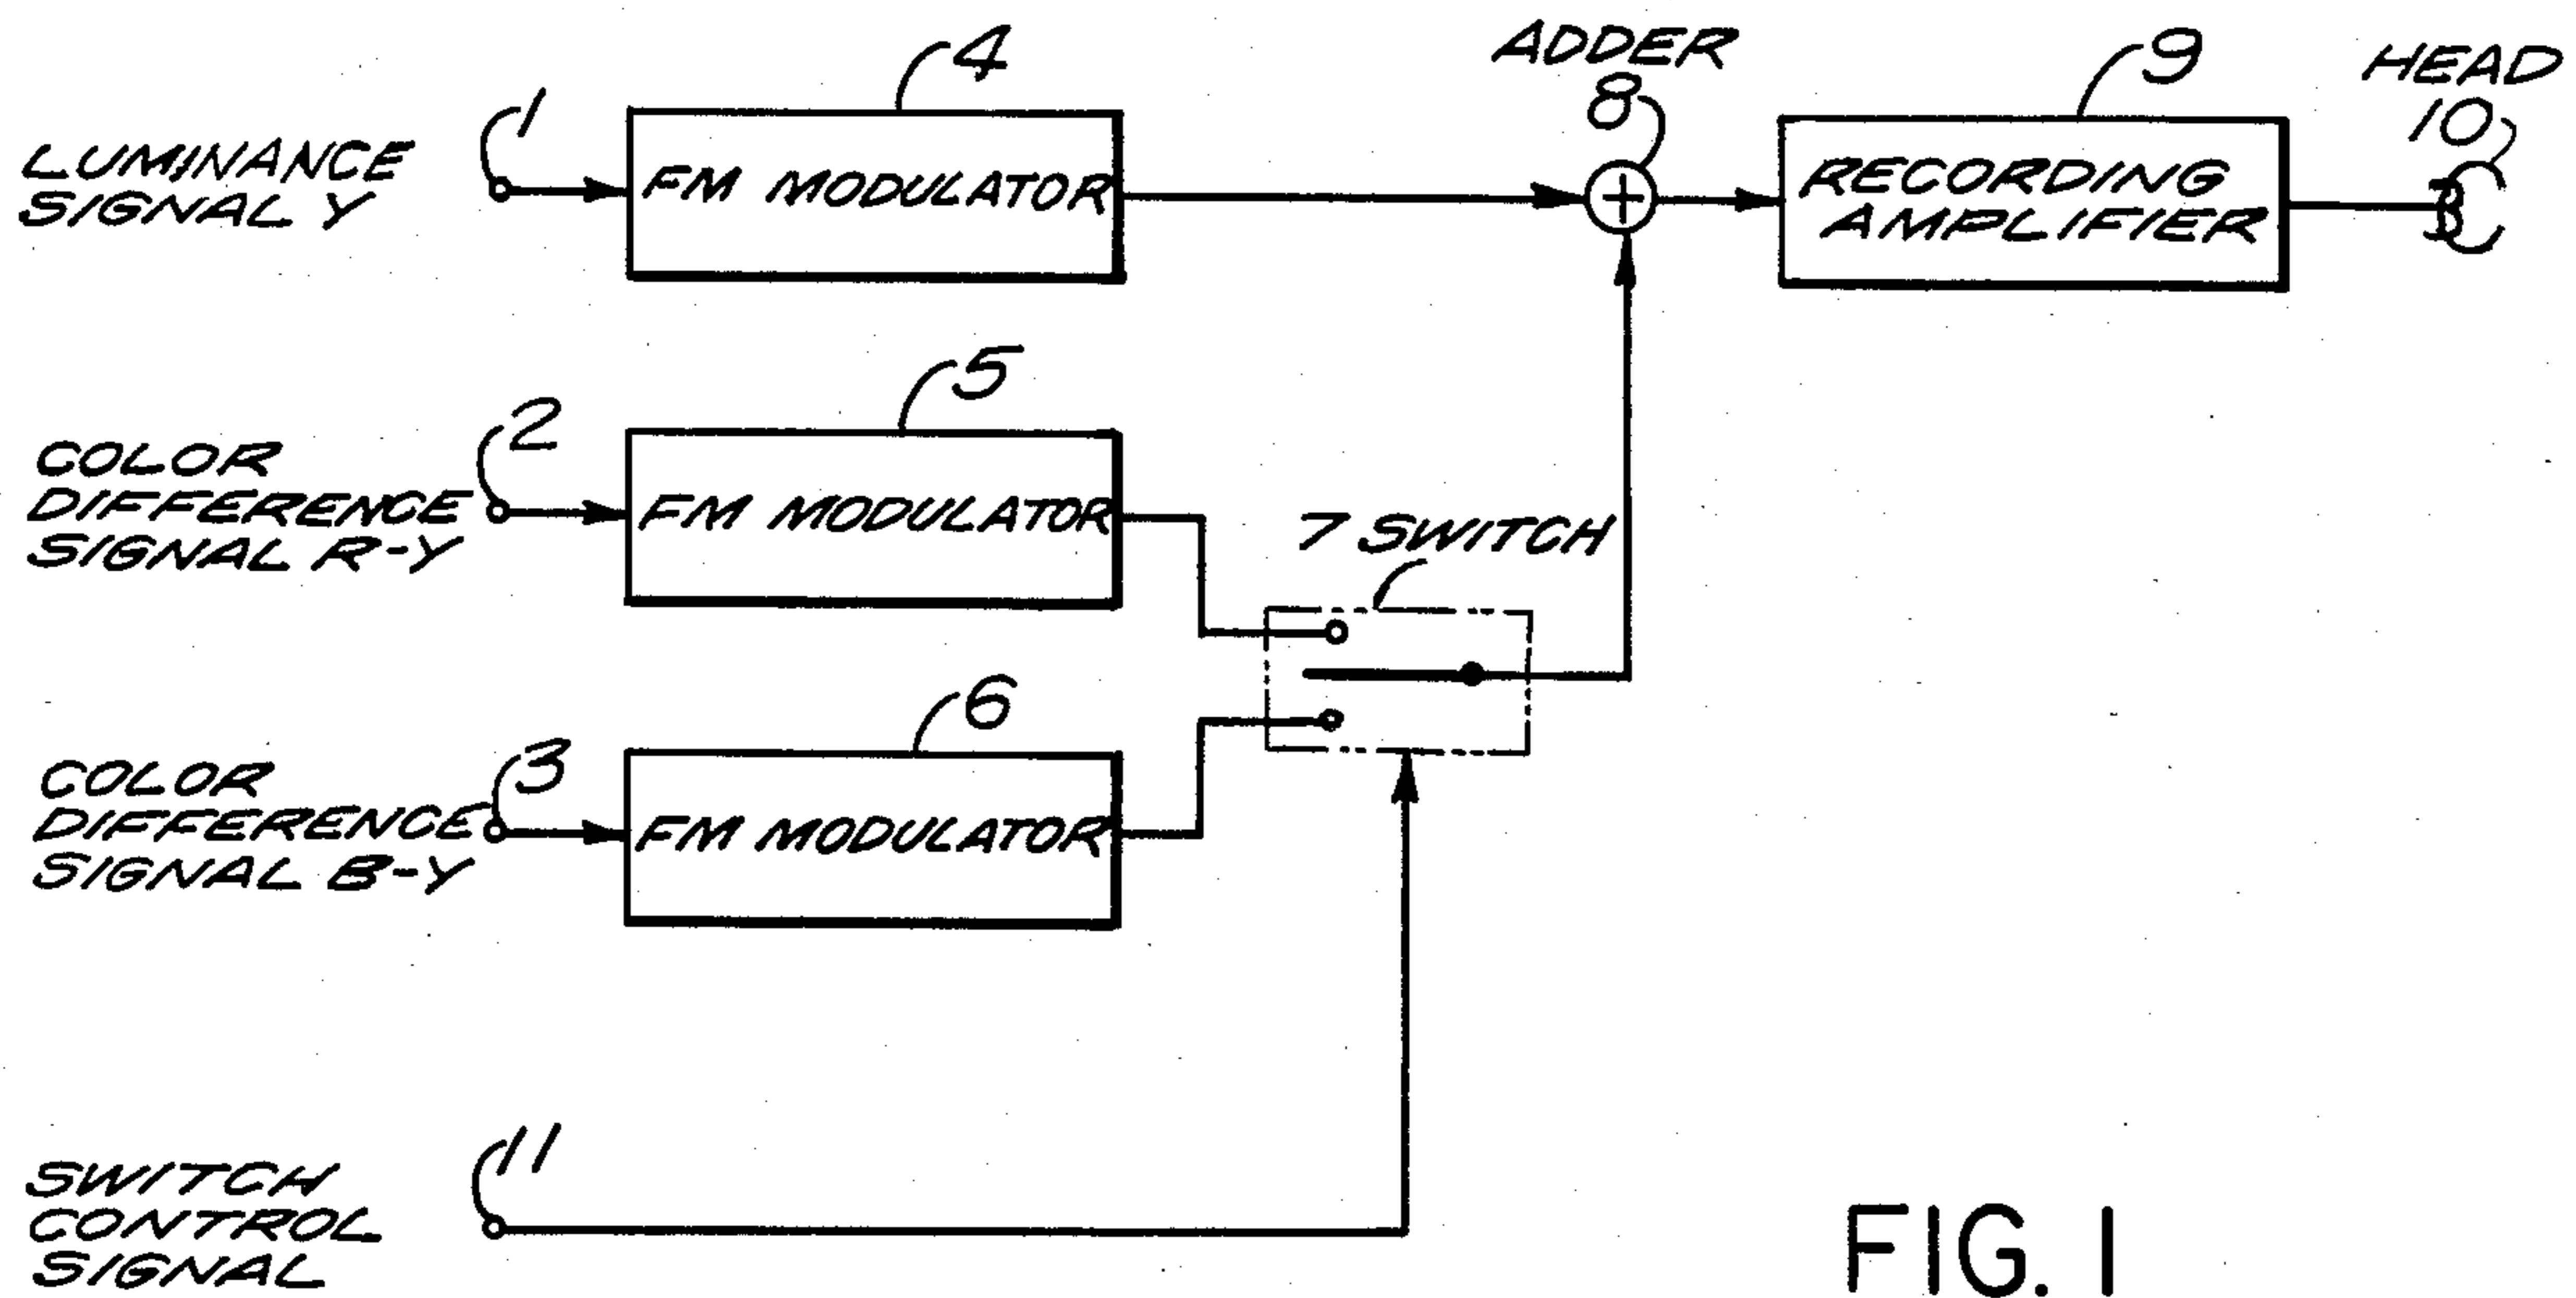 4
ADDER
8
9
HEAD
10
1
LUMINANCE
SIGNAL Y
FM MODULATOR
RECORDING
AMPLIFIER
5
2
COLOR
DIFFERENCE
SIGNAL R-Y
FM MODULATOR
7 SWITCH
6
3
COLOR
DIFFERENCE
SIGNAL B-Y
FM MODULATOR
11
SWITCH
CONTROL
SIGNAL
FIG. 1